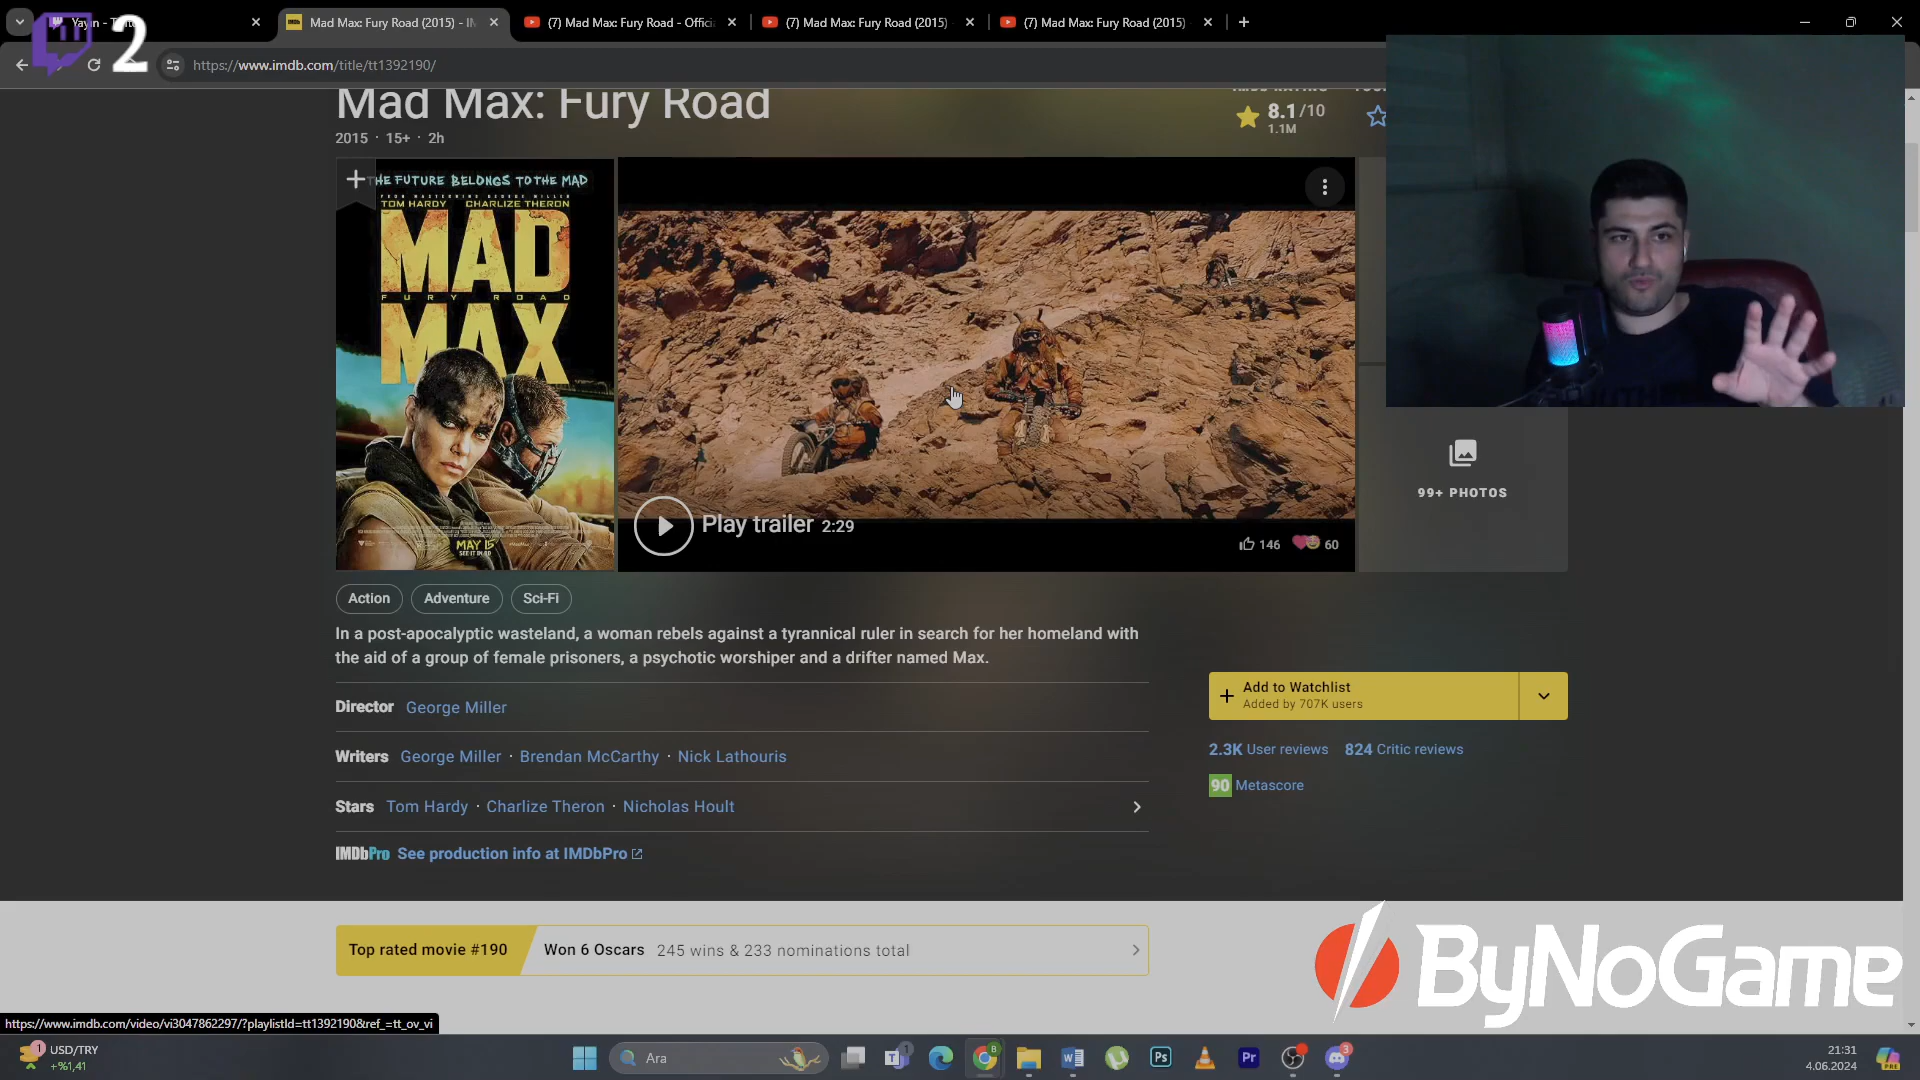 Mad Max: Fury Road (2015) - IM
(7) Mad Max: Fury Road - Offici
(7) Mad Max: Fury Road (2015)
(7) Mad Max: Fury Road (2015)
2
https://www.imdb.com/title/tt1392190/
Mad Max: Fury Road
8.1/10
1.1M
2015 · 15+ · 2h
THE FUTURE BELONGS TO THE MAD
TOM HARDY CHARLIZE THERON
MAD
FURY ROAD
MAX
MAY 15
Play trailer 2:29
146
60
99+ PHOTOS
Action
Adventure
Sci-Fi
In a post-apocalyptic wasteland, a woman rebels against a tyrannical ruler in search for her homeland with
the aid of a group of female prisoners, a psychotic worshiper and a drifter named Max.
Add to Watchlist
Added by 707K users
Director George Miller
2.3K User reviews 824 Critic reviews
Writers George Miller · Brendan McCarthy · Nick Lathouris
90 Metascore
Stars Tom Hardy · Charlize Theron · Nicholas Hoult
IMDbPro See production info at IMDbPro
Top rated movie #190 Won 6 Oscars 245 wins & 233 nominations total
ByNoGame
https://www.imdb.com/video/vi3047862297/?playlistId=tt1392190&ref_=tt_ov_vi
1
USD/TRY
+%1,41
Ara
1
B
Ps
Pr
3
21:31
4.06.2024